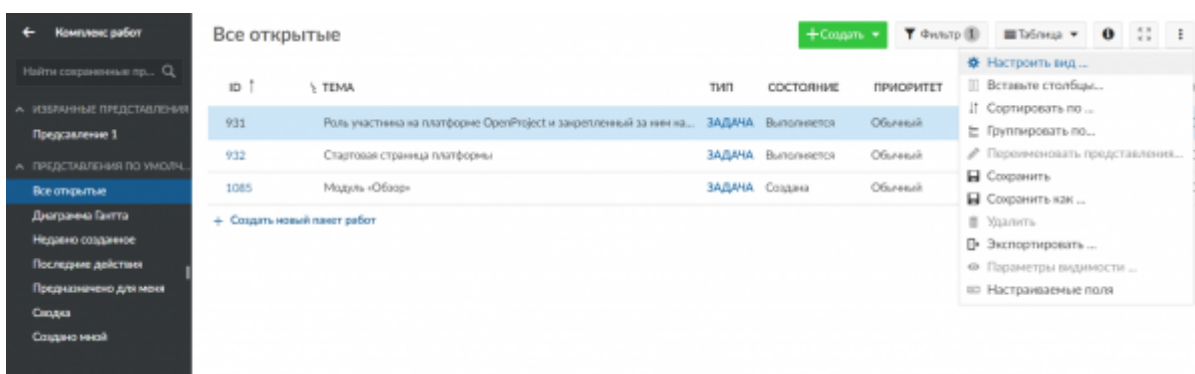 Комплекс работ
Найти сохраненные пр...
ИЗБРАННЫЕ ПРЕДСТАВЛЕНИЯ
Предсавление 1
ПРЕДСТАВЛЕНИЯ ПО УМОЛЧ...
Все открытые
Диаграмма Гантта
Недавно созданное
Последние действия
Предназначено для меня
Сводка
Создано мной
Все открытые
+ Создать
Фильтр 1
Таблица
ID ТЕМА ТИП СОСТОЯНИЕ ПРИОРИТЕТ
931 Роль участника на платформе OpenProject и закрепленный за ним на... ЗАДАЧА Выполняется Обычный
932 Стартовая страница платформы ЗАДАЧА Выполняется Обычный
1085 Модуль «Обзор» ЗАДАЧА Создана Обычный
+ Создать новый пакет работ
Настроить вид ...
Вставьте столбцы...
Сортировать по ...
Группировать по...
Переименовать представления...
Сохранить
Сохранить как ...
Удалить
Экспортировать ...
Параметры видимости ...
Настраиваемые поля